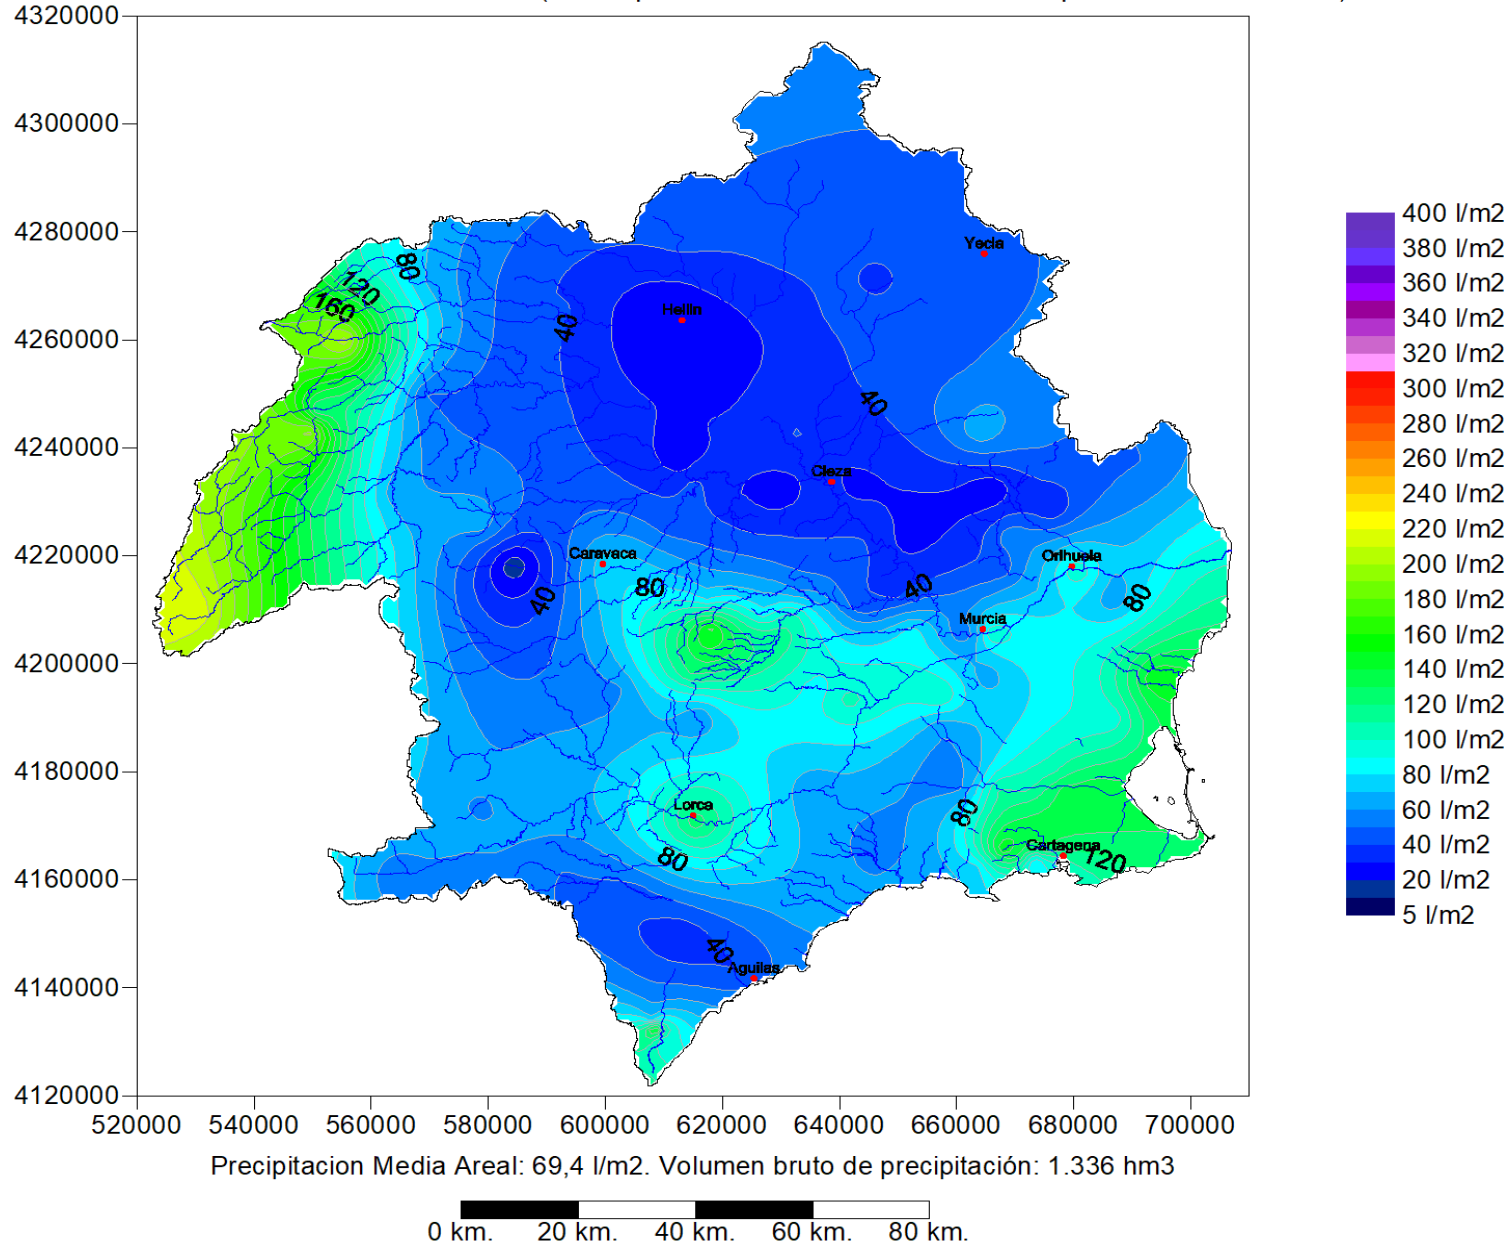 4320000
4300000
4280000
4260000
4240000
4220000
4200000
4180000
4160000
4140000
4120000
520000 540000 560000 580000 600000 620000 640000 660000 680000 700000
Yecla
80
120
160
Hellin
40
40
Cieza
Caravaca
Orihuela
80
40
40
80
Murcia
Lorca
80
80
Cartagena
120
40
Aguilas
400 l/m2
380 l/m2
360 l/m2
340 l/m2
320 l/m2
300 l/m2
280 l/m2
260 l/m2
240 l/m2
220 l/m2
200 l/m2
180 l/m2
160 l/m2
140 l/m2
120 l/m2
100 l/m2
80 l/m2
60 l/m2
40 l/m2
20 l/m2
5 l/m2
Precipitacion Media Areal: 69,4 l/m2. Volumen bruto de precipitación: 1.336 hm3
0 km. 20 km. 40 km. 60 km. 80 km.